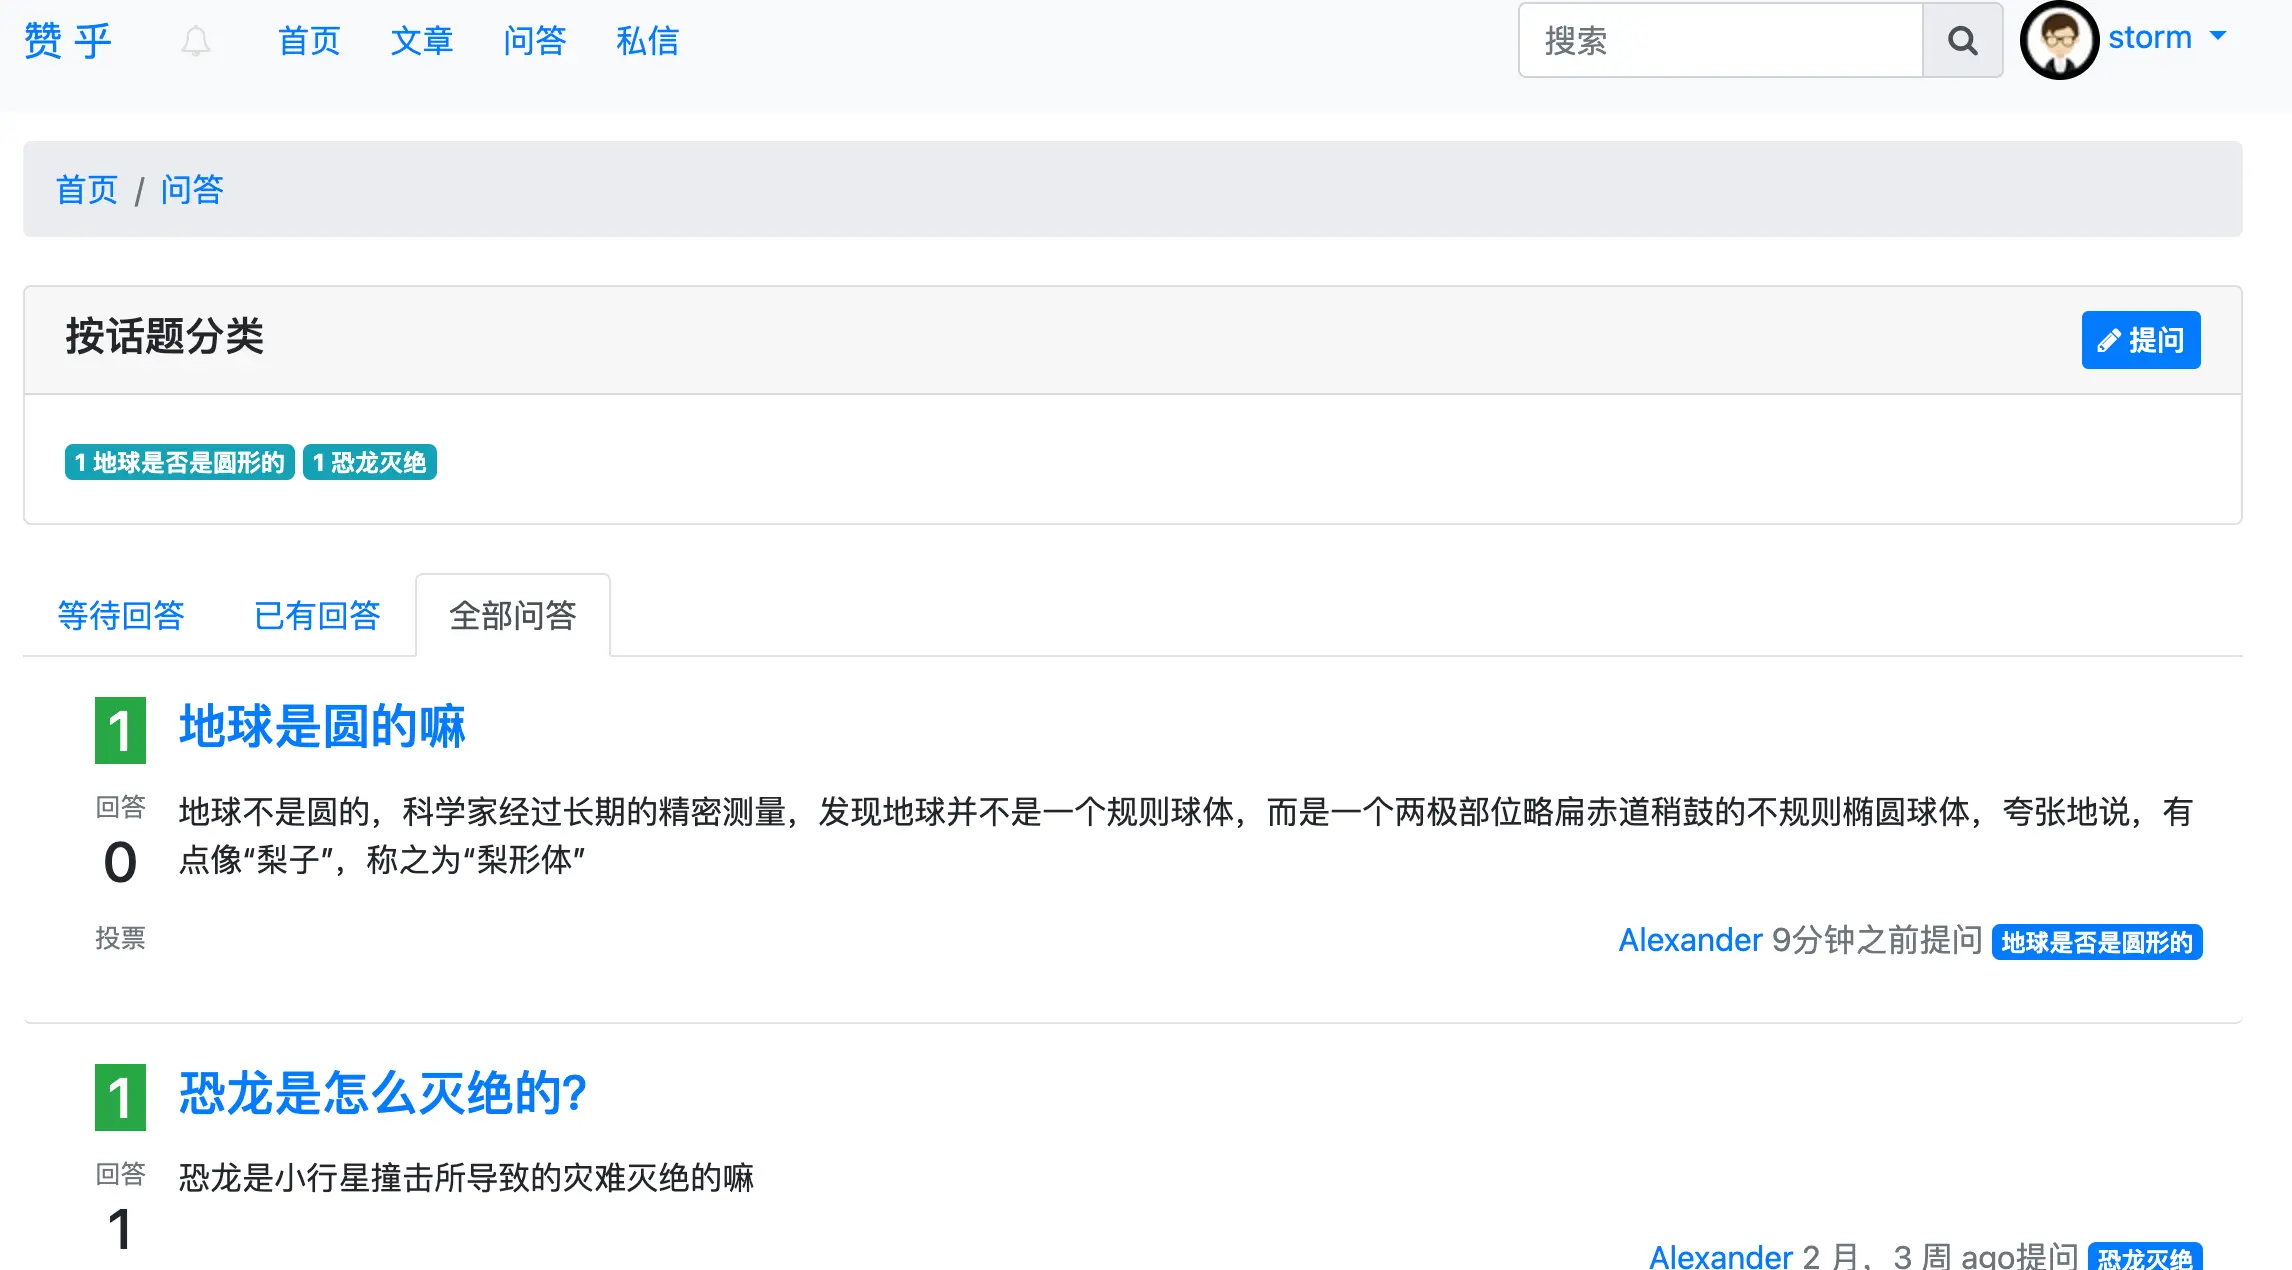 赞 乎 首页 文章 问答 私信 搜索 storm
首页 / 问答
按话题分类 提问
1 地球是否是圆形的 1 恐龙灭绝
等待回答 已有回答 全部问答
1 地球是圆的嘛
回答 地球不是圆的，科学家经过长期的精密测量，发现地球并不是一个规则球体，而是一个两极部位略扁赤道稍鼓的不规则椭圆球体，夸张地说，有
0 点像“梨子”，称之为“梨形体”
投票 Alexander 9分钟之前提问 地球是否是圆形的
1 恐龙是怎么灭绝的?
回答 恐龙是小行星撞击所导致的灾难灭绝的嘛
1
Alexander 2 月，3 周 ago提问 恐龙灭绝